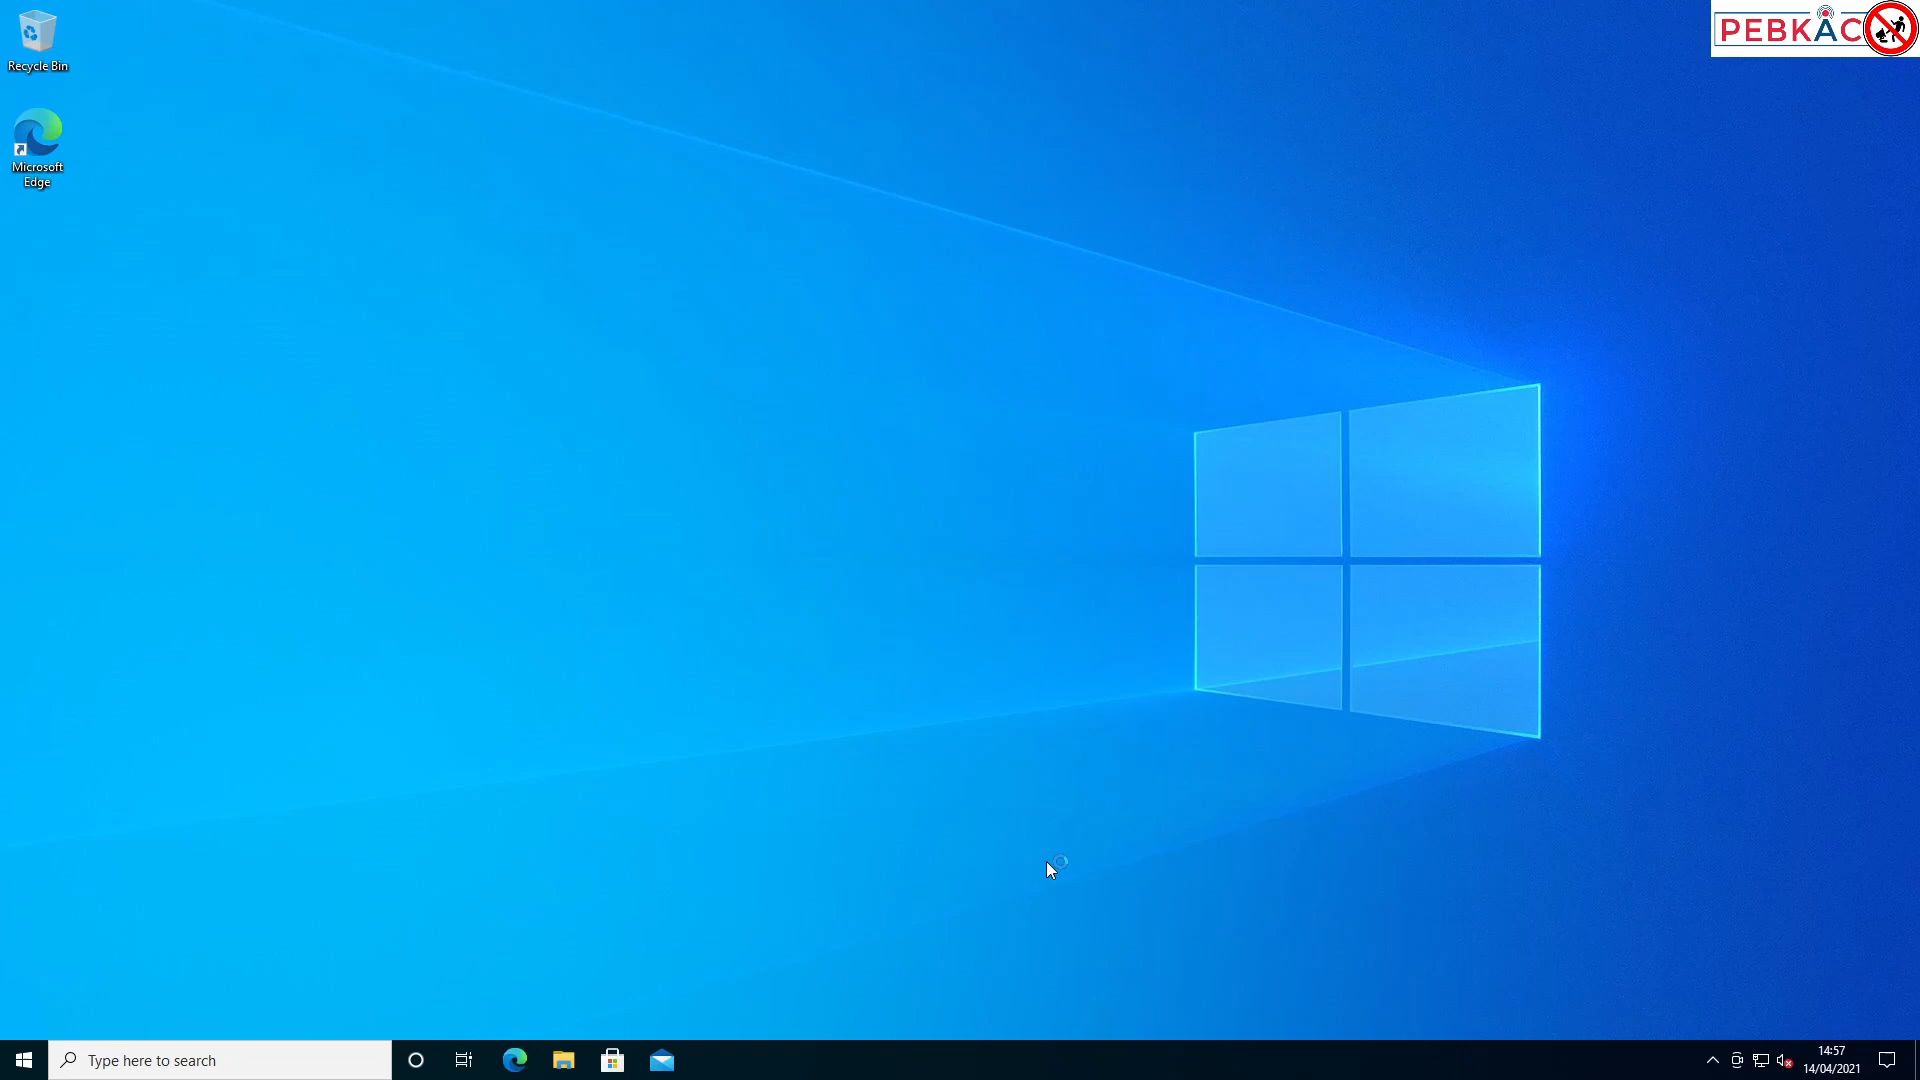 Recycle Bin
Microsoft
Edge
PEBKAC
Type here to search
14:57
14/04/2021